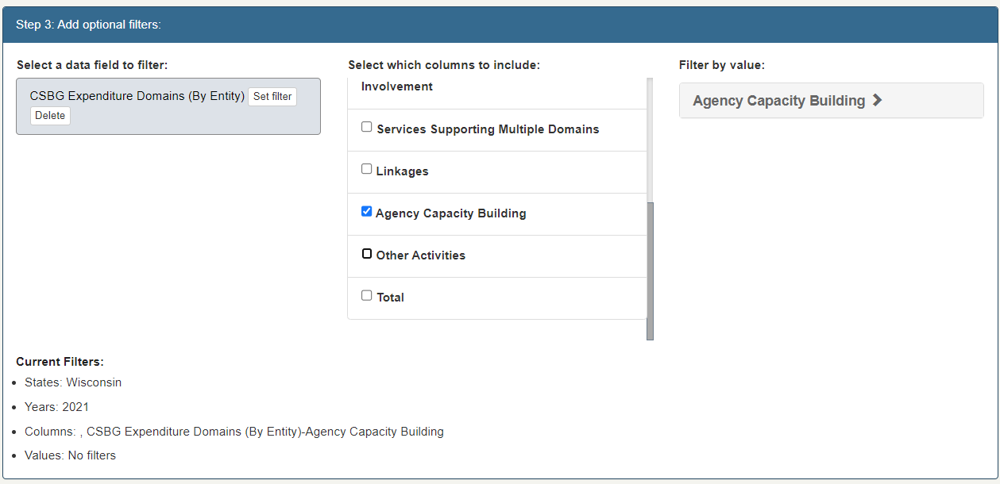 Step 3: Add optional filters:
Select a data field to filter:
CSBG Expenditure Domains (By Entity) Set filter
Delete
Select which columns to include:
Involvement
Services Supporting Multiple Domains
Linkages
Agency Capacity Building
Other Activities
Total
Filter by value:
Agency Capacity Building
Current Filters:
States: Wisconsin
Years: 2021
Columns: , CSBG Expenditure Domains (By Entity)-Agency Capacity Building
Values: No filters